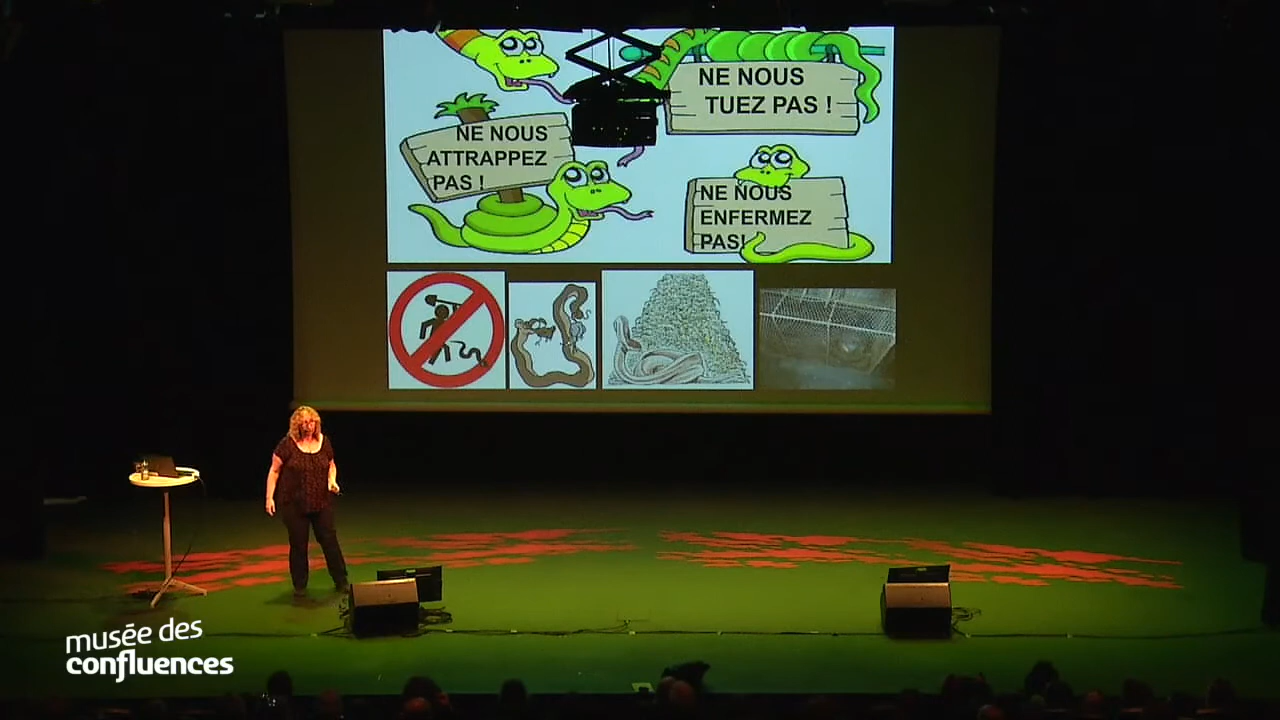 NE NOUS
TUEZ PAS !
NE NOUS
ATTRAPPEZ
PAS !
NE NOUS
ENFERMEZ
PAS!
musée des
confluences